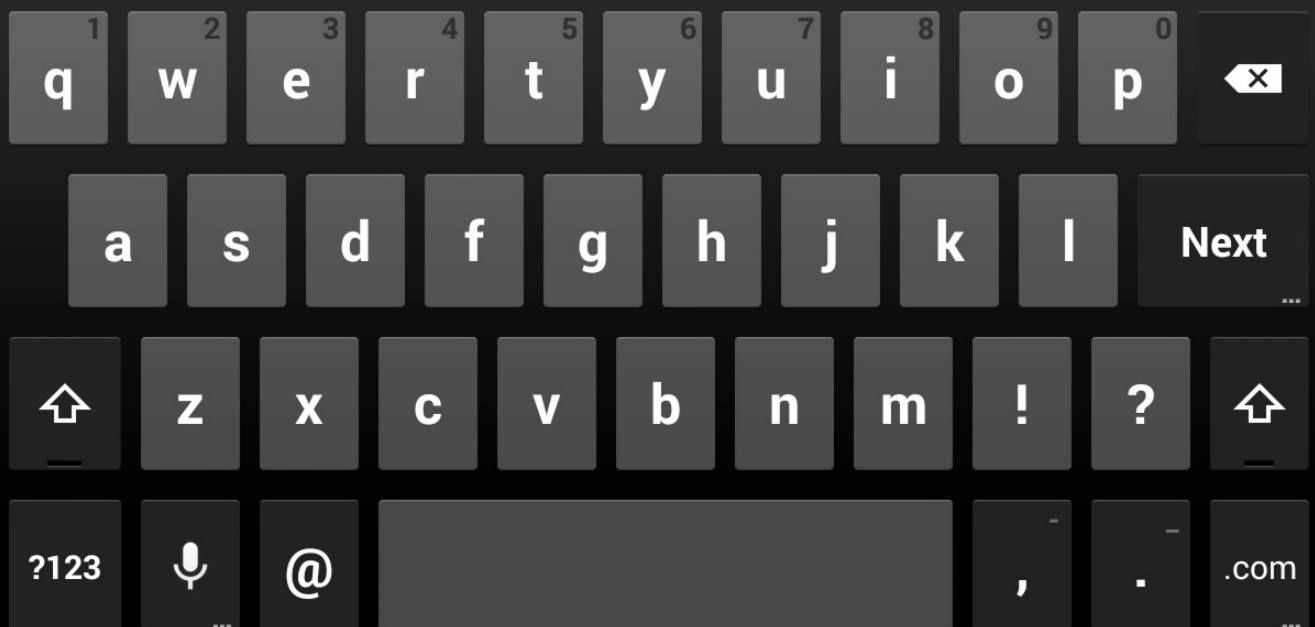 1 2 3 4 5 6 7 8 9 0
q w e r t y u i o p
a s d f g h j k l Next
z x c v b n m ! ?
?123 @ , - . _ .com